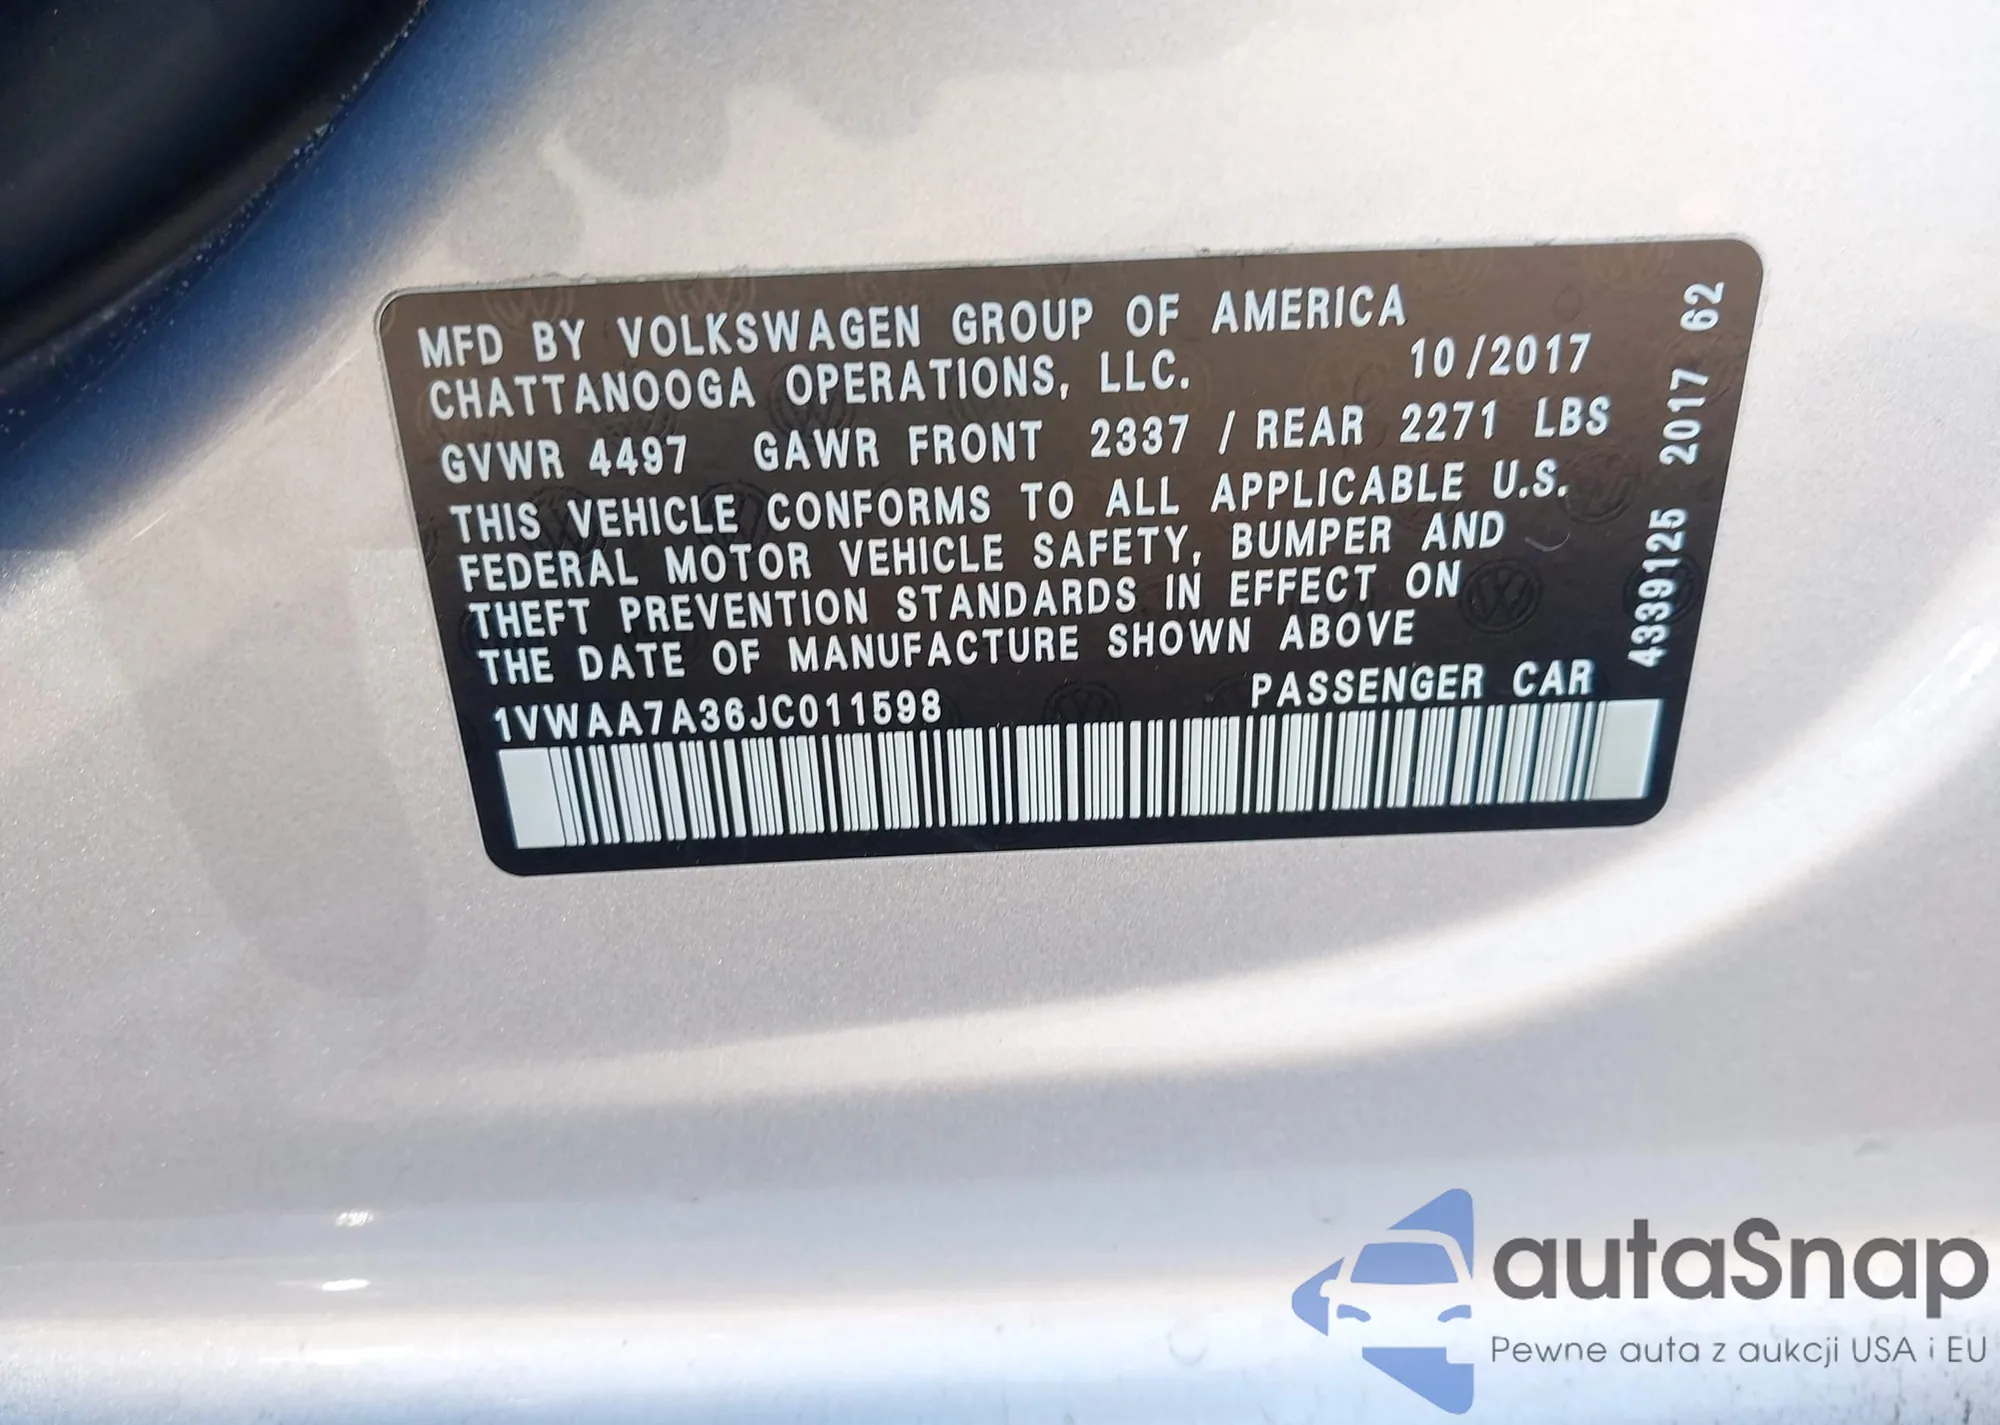 MFD BY VOLKSWAGEN GROUP OF AMERICA
CHATTANOOGA OPERATIONS, LLC. 10/2017
GVWR 4497 GAWR FRONT 2337 / REAR 2271 LBS
THIS VEHICLE CONFORMS TO ALL APPLICABLE U.S.
FEDERAL MOTOR VEHICLE SAFETY, BUMPER AND
THEFT PREVENTION STANDARDS IN EFFECT ON
THE DATE OF MANUFACTURE SHOWN ABOVE
1VWAA7A36JC011598 PASSENGER CAR
4339125 2017 62
autaSnap
Pewne auta z aukcji USA i EU